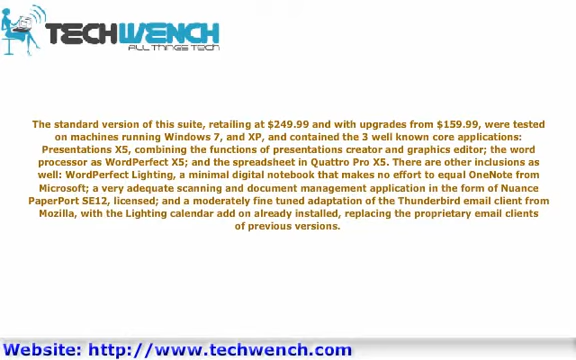 TECHWENCH
ALL THINGS TECH
The standard version of this suite, retailing at $249.99 and with upgrades from $159.99, were tested
on machines running Windows 7, and XP, and contained the 3 well known core applications:
Presentations X5, combining the functions of presentations creator and graphics editor; the word
processor as WordPerfect X5; and the spreadsheet in Quattro Pro X5. There are other inclusions as
well: WordPerfect Lighting, a minimal digital notebook that makes no effort to equal OneNote from
Microsoft; a very adequate scanning and document management application in the form of Nuance
PaperPort SE12, licensed; and a moderately fine tuned adaptation of the Thunderbird email client from
Mozilla, with the Lighting calendar add on already installed, replacing the proprietary email clients
of previous versions.
Website: http://www.techwench.com